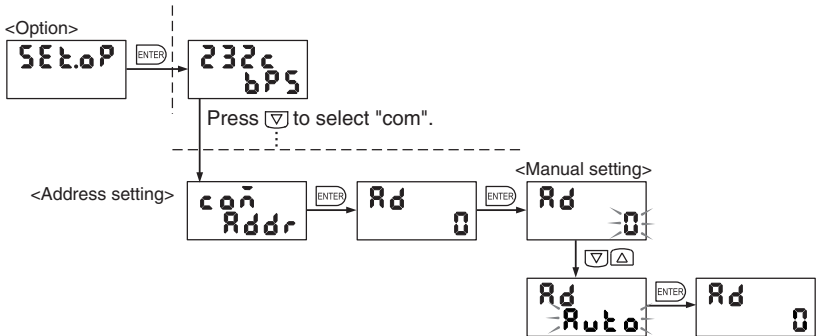 <Option>
SEt.oP
ENTER
232c
bPS
Press to select "com".
<Address setting>
com
Addr
ENTER
Ad
0
ENTER
<Manual setting>
Ad
0
Ad
Auto
ENTER
Ad
0